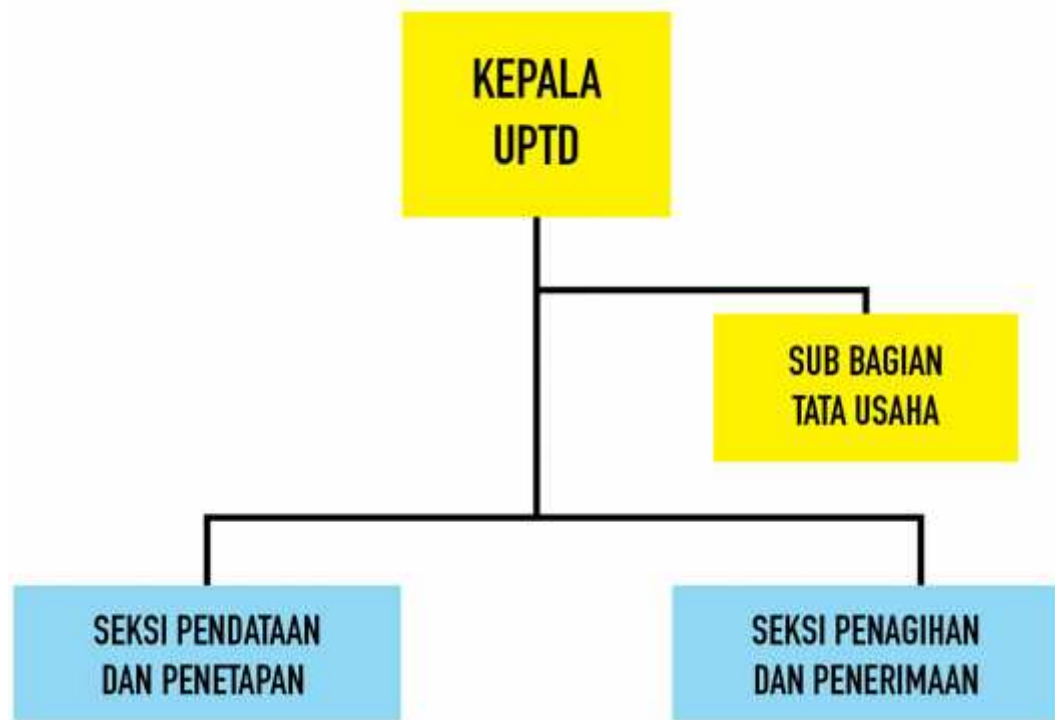 KEPALA
UPTD
SUB BAGIAN
TATA USAHA
SEKSI PENDATAAN
DAN PENETAPAN
SEKSI PENAGIHAN
DAN PENERIMAAN